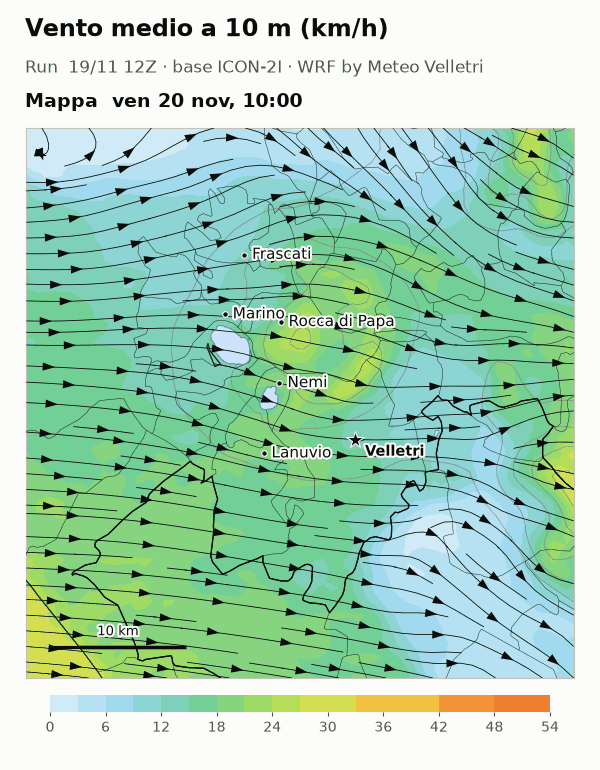 Vento medio a 10 m (km/h)
Run 19/11 12Z · base ICON-2I · WRF by Meteo Velletri
Mappa ven 20 nov, 10:00
Frascati
Marino
Rocca di Papa
Nemi
Velletri
Lanuvio
10 km
0 6 12 18 24 30 36 42 48 54